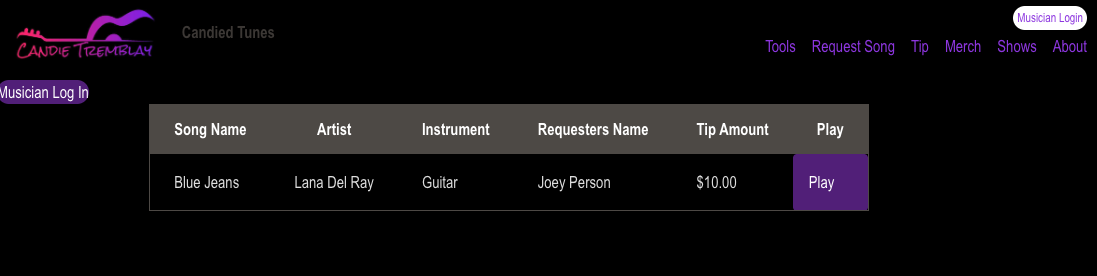 CANDIE TREMBLAY
Candied Tunes
Musician Login
Tools Request Song Tip Merch Shows About
Musician Log In
Song Name Artist Instrument Requesters Name Tip Amount Play
Blue Jeans Lana Del Ray Guitar Joey Person $10.00 Play